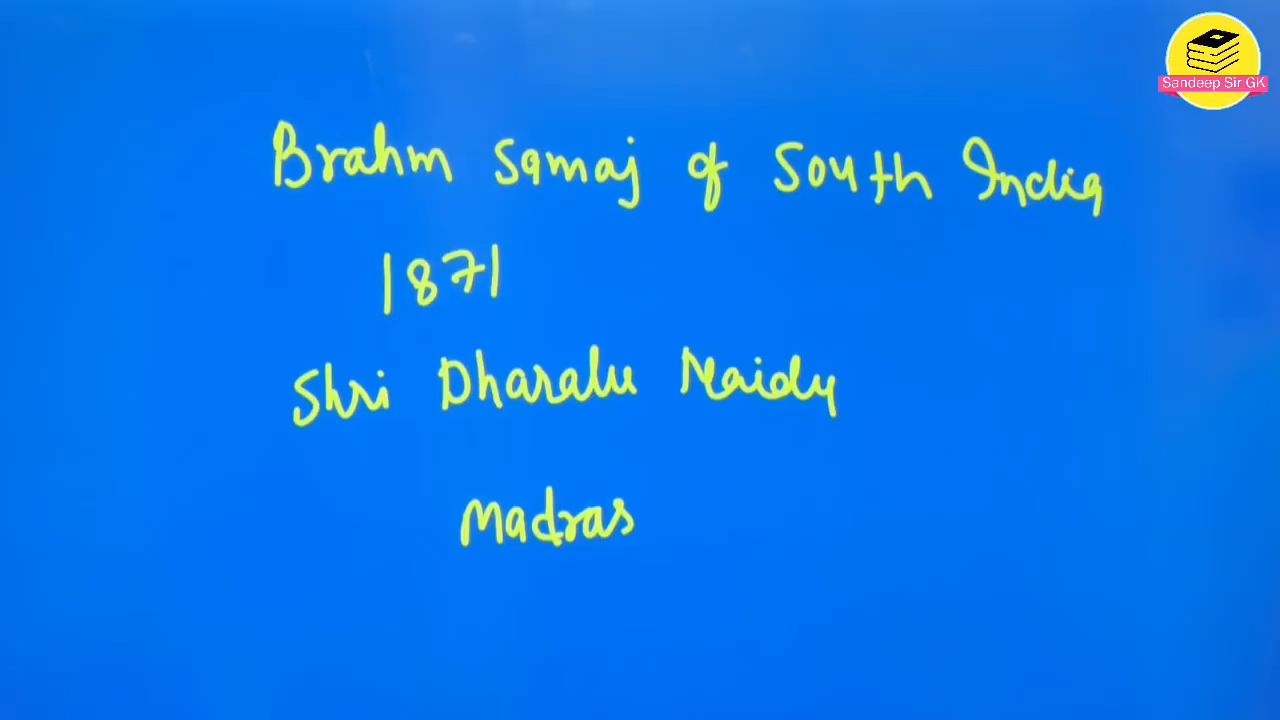 Sandeep Sir GK
Brahm Samaj of South India
1871
Shri Dharalu Naidu
Madras